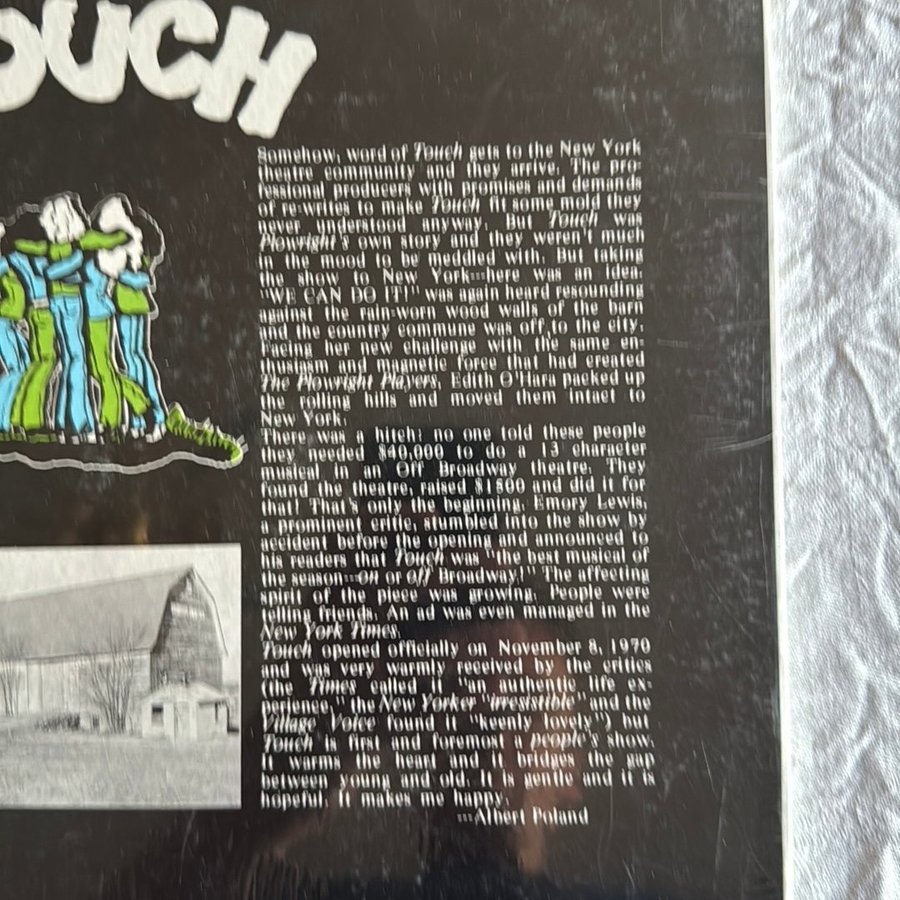 OUCH
Somehow, word of Touch gets to the New York
theatre community and they arrive. The pro-
fessional producers with promises and demands
of re-writes to make Touch fit some mold they
never understood anyway. But Touch was
Plowright's own story and they weren't much
in the mood to be meddled with. But taking
the show to New York---here was an idea.
"WE CAN DO IT!" was again heard resounding
against the rain-worn wood walls of the barn
and the country commune was off to the city.
Facing her new challenge with the same en-
thusiasm and magnetic force that had created
The Plowright Players, Edith O'Hara packed up
the rolling hills and moved them intact to
New York.
There was a hitch: no one told these people
they needed $40,000 to do a 13 character
musical in an Off Broadway theatre. They
found the theatre, raised $1500 and did it for
that! That's only the beginning. Emory Lewis,
a prominent critic, stumbled into the show by
accident before the opening and announced to
his readers that Touch was "the best musical of
the season--on or off Broadway!" The affecting
spirit of the piece was growing. People were
telling friends. An ad was even managed in the
New York Times.
Touch opened officially on November 8, 1970
and was very warmly received by the critics
(the Times called it "an authentic life ex-
perience," the New Yorker "irresistible" and the
Village Voice found it "keenly lovely") but
Touch is first and foremost a people's show.
It warms the heart and it bridges the gap
between young and old. It is gentle and it is
hopeful. It makes me happy.
---Albert Poland